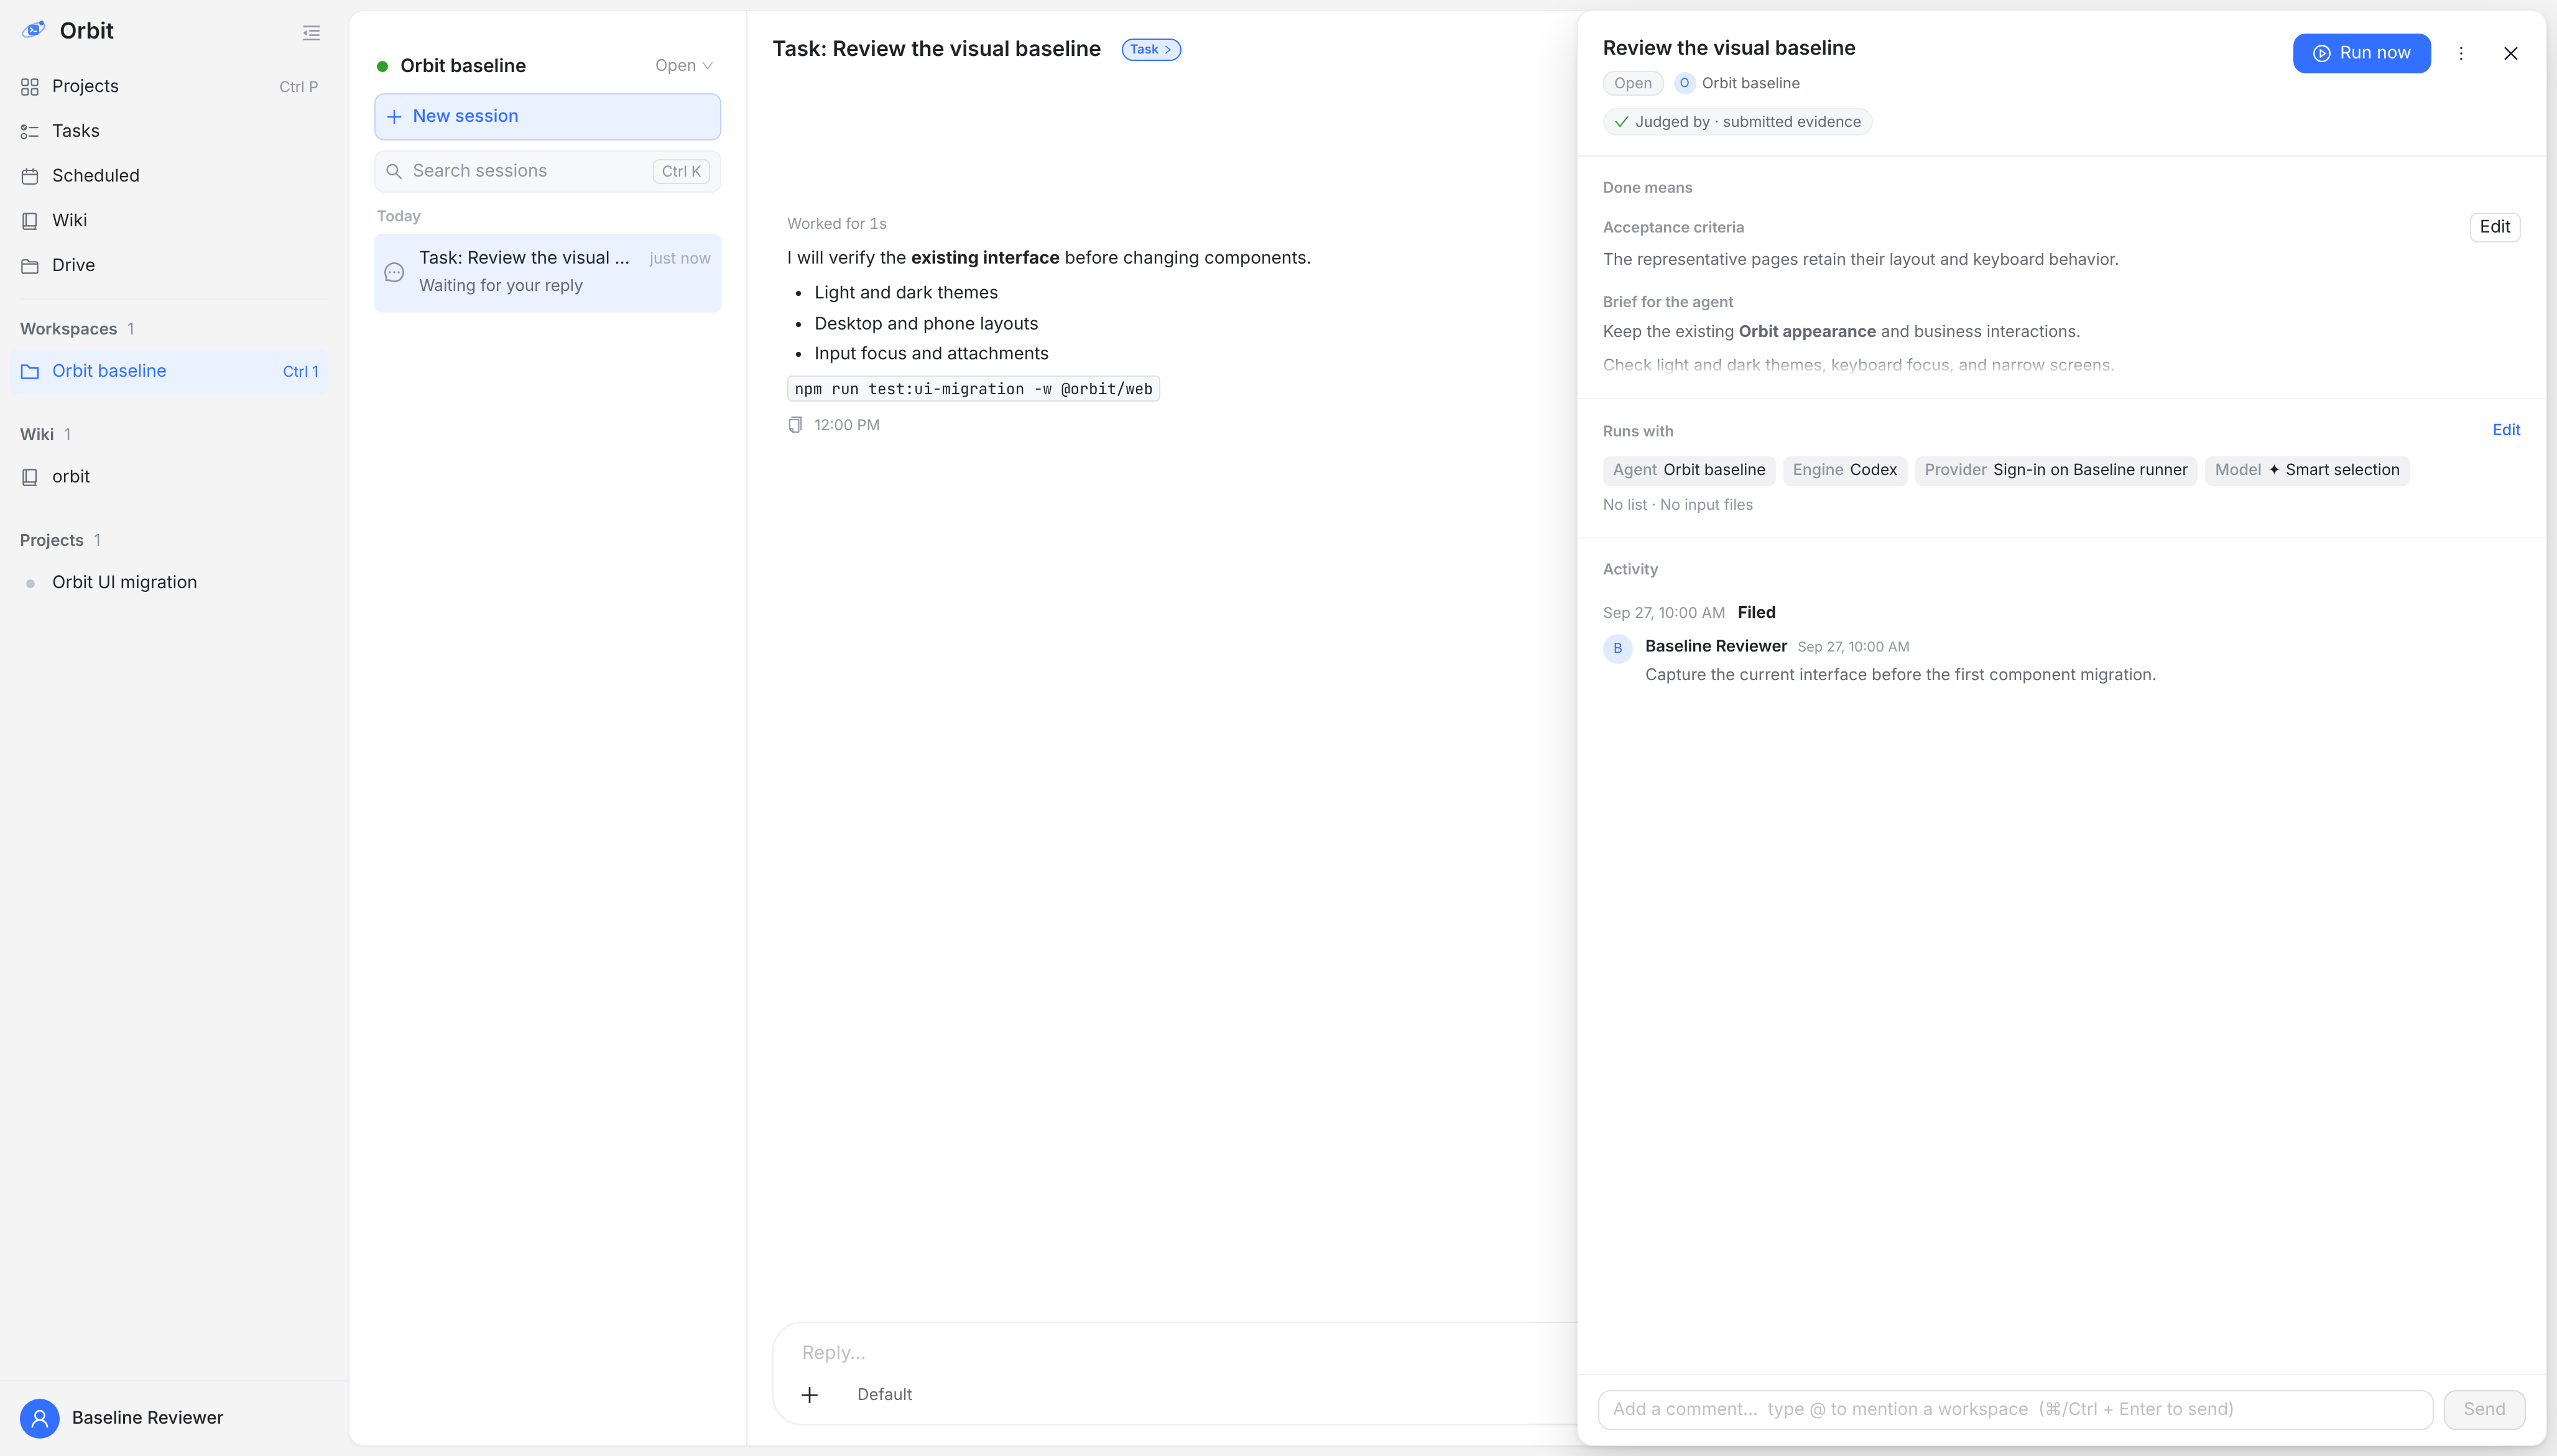 Orbit
Projects Ctrl P
Tasks
Scheduled
Wiki
Drive
Workspaces 1
Orbit baseline Ctrl 1
Wiki 1
orbit
Projects 1
Orbit UI migration
Baseline Reviewer
Orbit baseline Open
New session
Search sessions Ctrl K
Today
Task: Review the visual ... just now
Waiting for your reply
Task: Review the visual baseline Task >
Worked for 1s
I will verify the existing interface before changing components.
• Light and dark themes
• Desktop and phone layouts
• Input focus and attachments
npm run test:ui-migration -w @orbit/web
12:00 PM
Reply...
Default
Review the visual baseline
Run now
Open O Orbit baseline
Judged by · submitted evidence
Done means
Acceptance criteria Edit
The representative pages retain their layout and keyboard behavior.
Brief for the agent
Keep the existing Orbit appearance and business interactions.
Check light and dark themes, keyboard focus, and narrow screens.
Runs with Edit
Agent Orbit baseline Engine Codex Provider Sign-in on Baseline runner Model ✦ Smart selection
No list · No input files
Activity
Sep 27, 10:00 AM Filed
B Baseline Reviewer Sep 27, 10:00 AM
Capture the current interface before the first component migration.
Add a comment... type @ to mention a workspace (⌘/Ctrl + Enter to send) Send